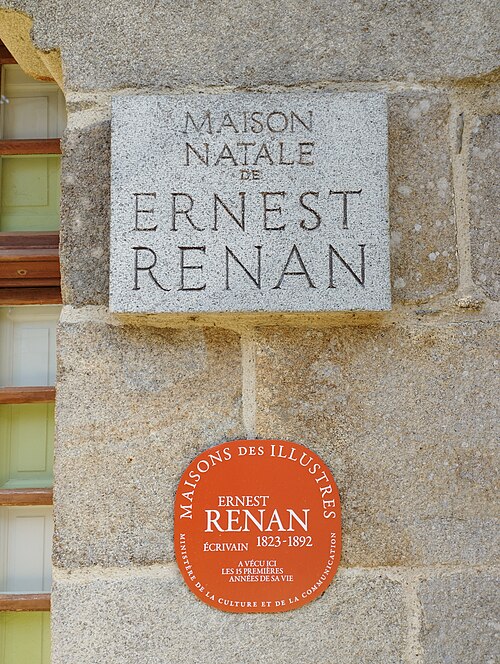 MAISON
NATALE
DE
ERNEST
RENAN
MAISONS DES ILLUSTRES
ERNEST
RENAN
ÉCRIVAIN 1823-1892
A VÉCU ICI
LES 15 PREMIÈRES
ANNÉES DE SA VIE
MINISTÈRE DE LA CULTURE ET DE LA COMMUNICATION